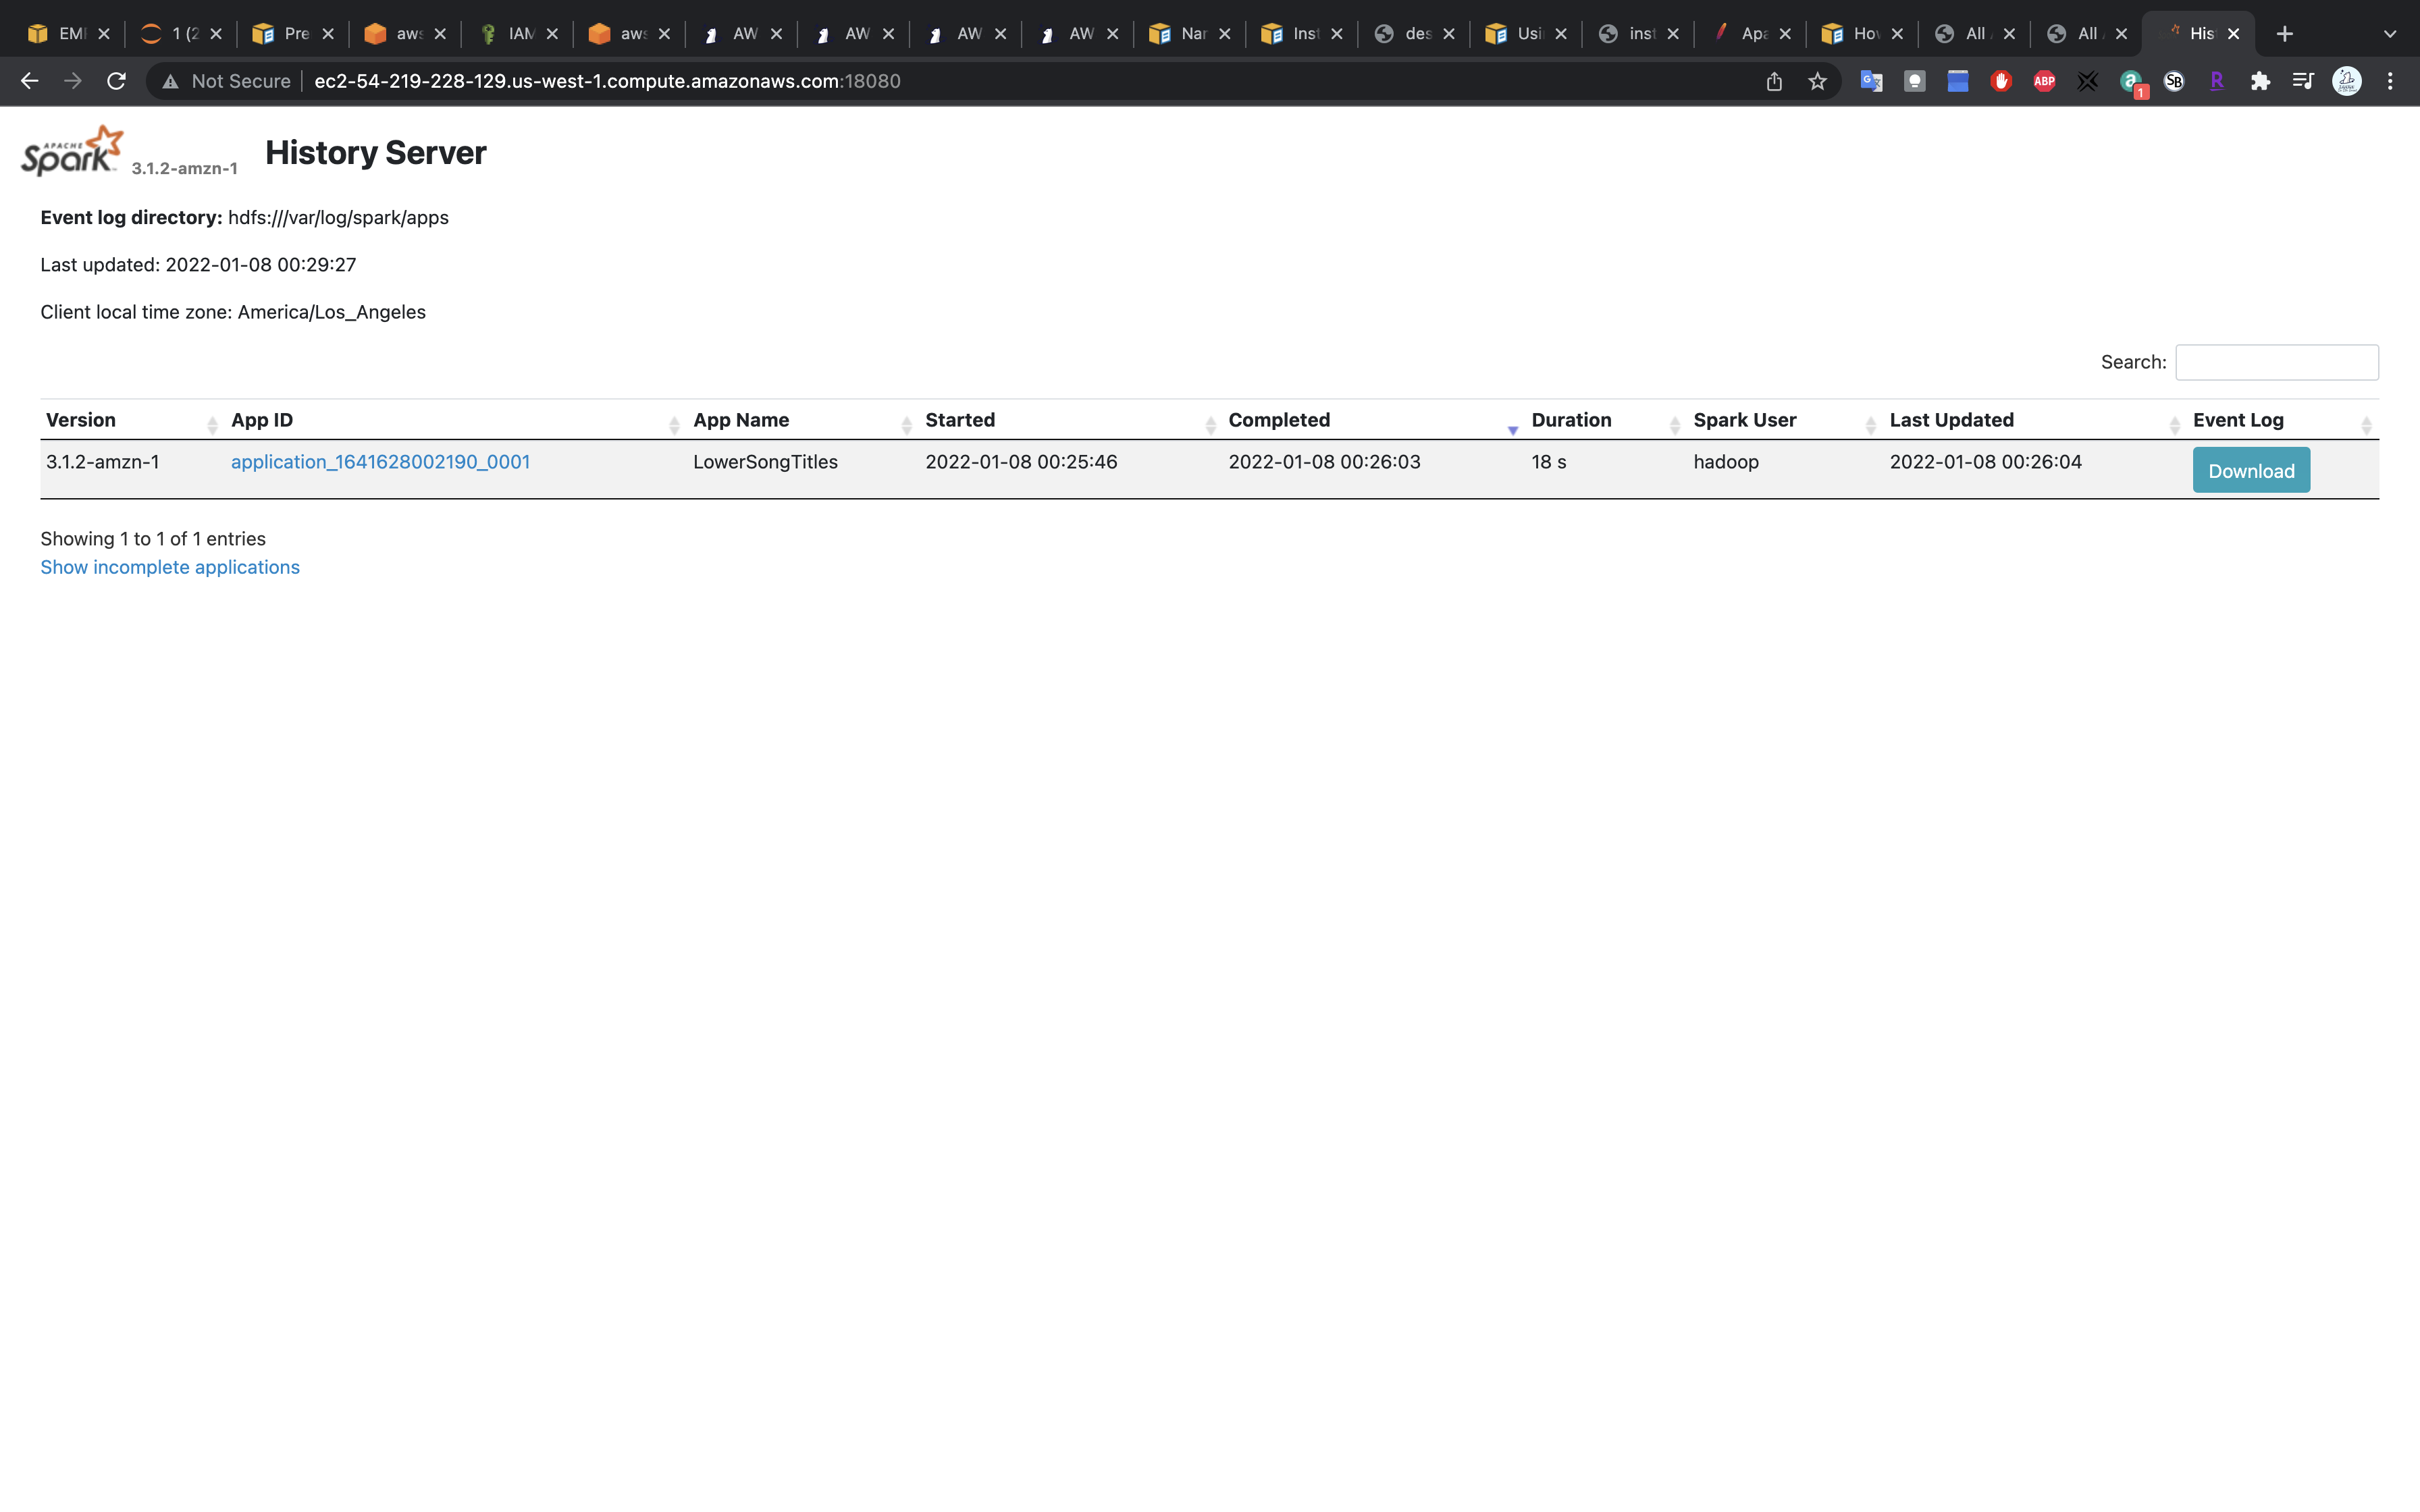 EM 1 (2 Pre aws IAM aws AW AW AW AW Nar Inst des Usi inst Apa How All All His
Not Secure ec2-54-219-228-129.us-west-1.compute.amazonaws.com:18080 ABP a 1 SB R
APACHE Spark 3.1.2-amzn-1 History Server
Event log directory: hdfs:///var/log/spark/apps
Last updated: 2022-01-08 00:29:27
Client local time zone: America/Los_Angeles
Search:
Version App ID App Name Started Completed Duration Spark User Last Updated Event Log
3.1.2-amzn-1 application_1641628002190_0001 LowerSongTitles 2022-01-08 00:25:46 2022-01-08 00:26:03 18 s hadoop 2022-01-08 00:26:04 Download
Showing 1 to 1 of 1 entries
Show incomplete applications